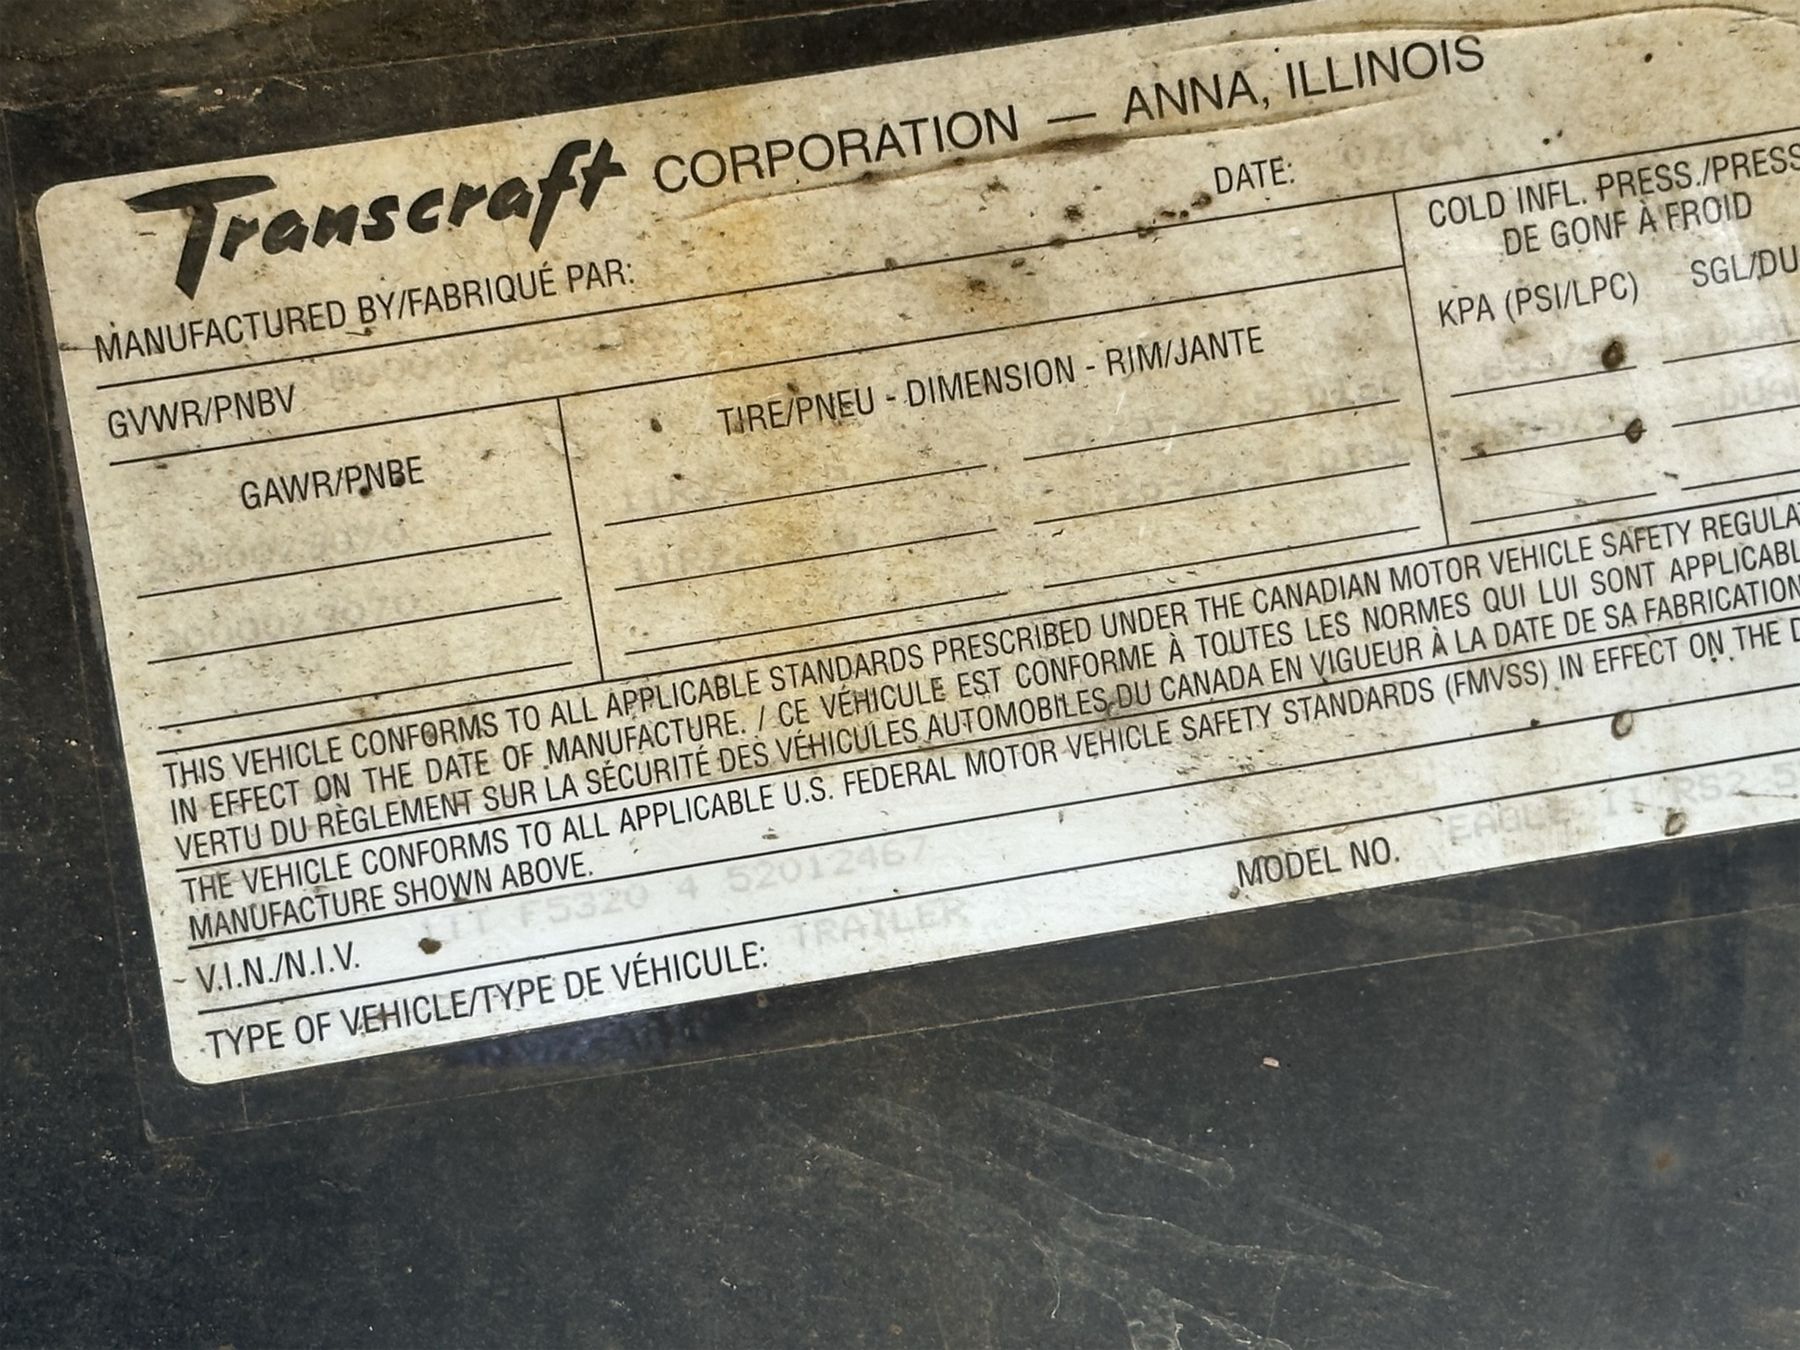 Transcraft CORPORATION — ANNA, ILLINOIS
MANUFACTURED BY/FABRIQUÉ PAR: DATE:
GVWR/PNBV
COLD INFL. PRESS./PRESS
DE GONF À FROID
GAWR/PNBE TIRE/PNEU - DIMENSION - RIM/JANTE KPA (PSI/LPC) SGL/DU
THIS VEHICLE CONFORMS TO ALL APPLICABLE STANDARDS PRESCRIBED UNDER THE CANADIAN MOTOR VEHICLE SAFETY REGULA
IN EFFECT ON THE DATE OF MANUFACTURE. / CE VÉHICULE EST CONFORME À TOUTES LES NORMES QUI LUI SONT APPLICABL
VERTU DU RÈGLEMENT SUR LA SÉCURITÉ DES VÉHICULES AUTOMOBILES DU CANADA EN VIGUEUR À LA DATE DE SA FABRICATION
THE VEHICLE CONFORMS TO ALL APPLICABLE U.S. FEDERAL MOTOR VEHICLE SAFETY STANDARDS (FMVSS) IN EFFECT ON THE D
MANUFACTURE SHOWN ABOVE.
V.I.N./N.I.V. F5320 4 52012467
TYPE OF VEHICLE/TYPE DE VÉHICULE: TRAILER MODEL NO. EAGLE